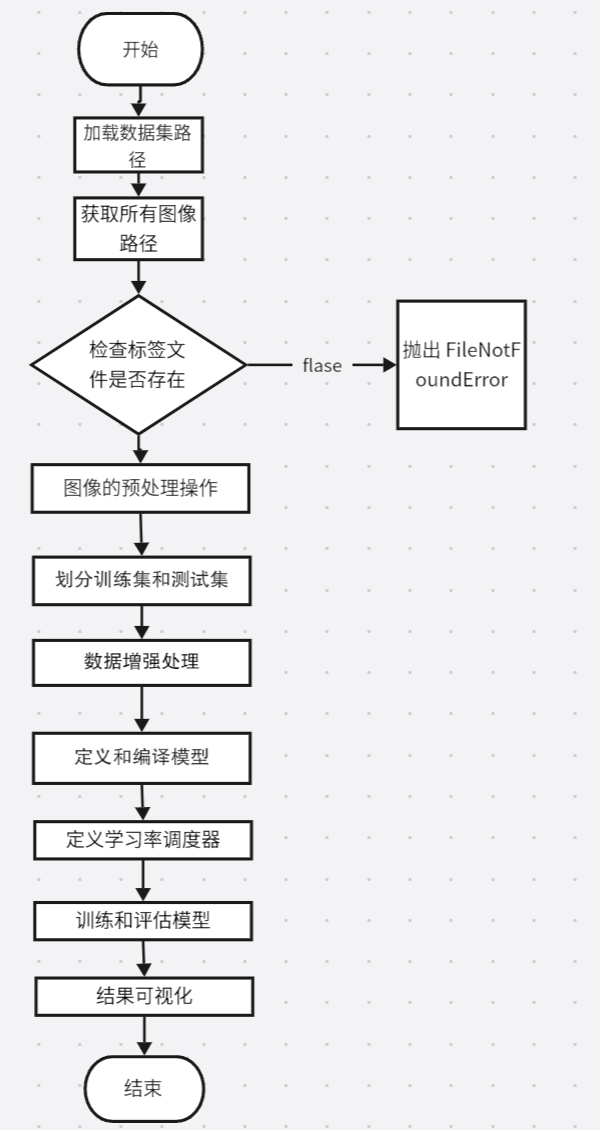 开始
加载数据集路
径
获取所有图像
路径
检查标签文
件是否存在
flase
抛出 FileNotF
oundError
图像的预处理操作
划分训练集和测试集
数据增强处理
定义和编译模型
定义学习率调度器
训练和评估模型
结果可视化
结束